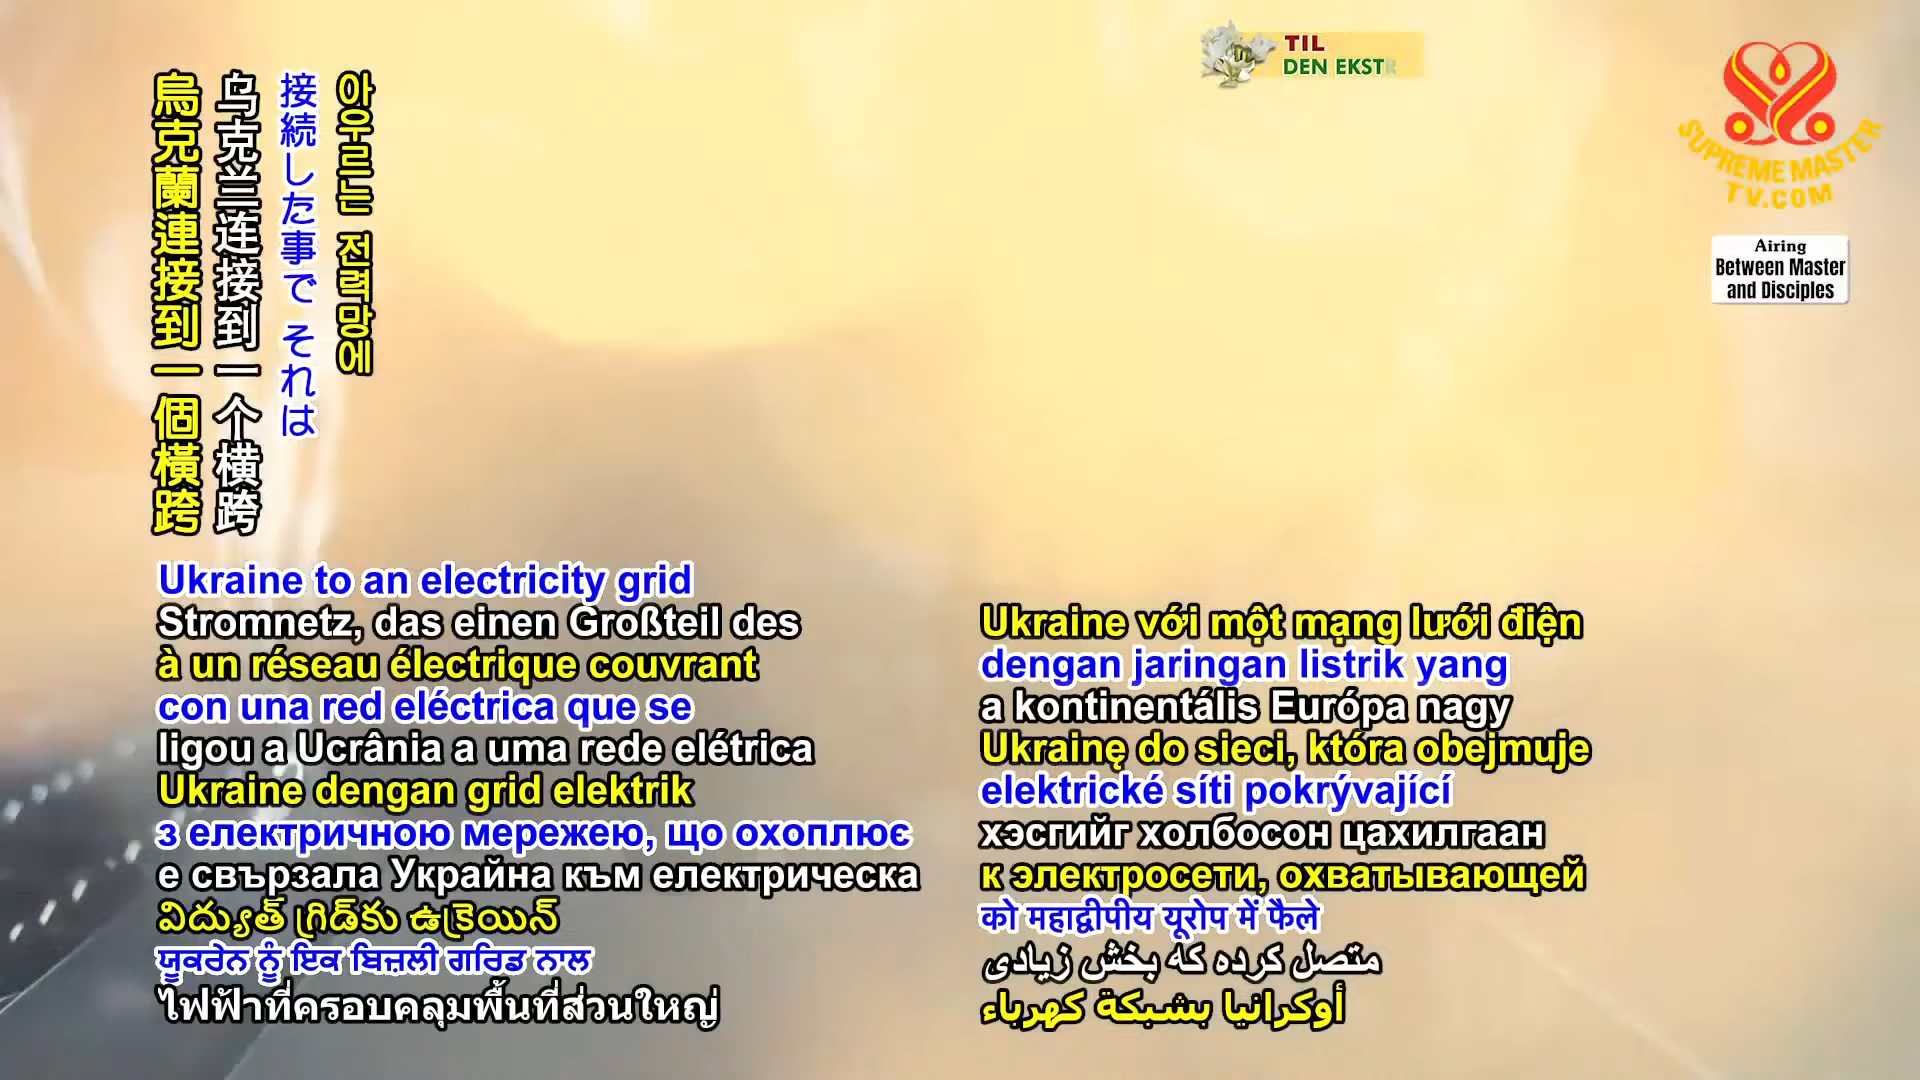 烏克蘭連接到一個橫跨
乌克兰连接到一个横跨
接続した事で それは
아우르는 전력망에
TIL
DEN EKSTR
SUPREME MASTER
TV.COM
Airing
Between Master
and Disciples
Ukraine to an electricity grid
Stromnetz, das einen Großteil des
à un réseau électrique couvrant
con una red eléctrica que se
ligou a Ucrânia a uma rede elétrica
Ukraine dengan grid elektrik
з електричною мережею, що охоплює
е свързала Украйна към електрическа
విద్యుత్ గ్రిడ్‌కు ఉక్రెయిన్
ਯੂਕਰੇਨ ਨੂੰ ਇਕ ਬਿਜ਼ਲੀ ਗਰਿਡ ਨਾਲ
ไฟฟ้าที่ครอบคลุมพื้นที่ส่วนใหญ่
Ukraine với một mạng lưới điện
dengan jaringan listrik yang
a kontinentális Európa nagy
Ukrainę do sieci, która obejmuje
elektrické síti pokrývající
хэсгийг холбосон цахилгаан
к электросети, охватывающей
को महाद्वीपीय यूरोप में फैले
متصل کرده که بخش زیادی
أوكرانيا بشبكة كهرباء